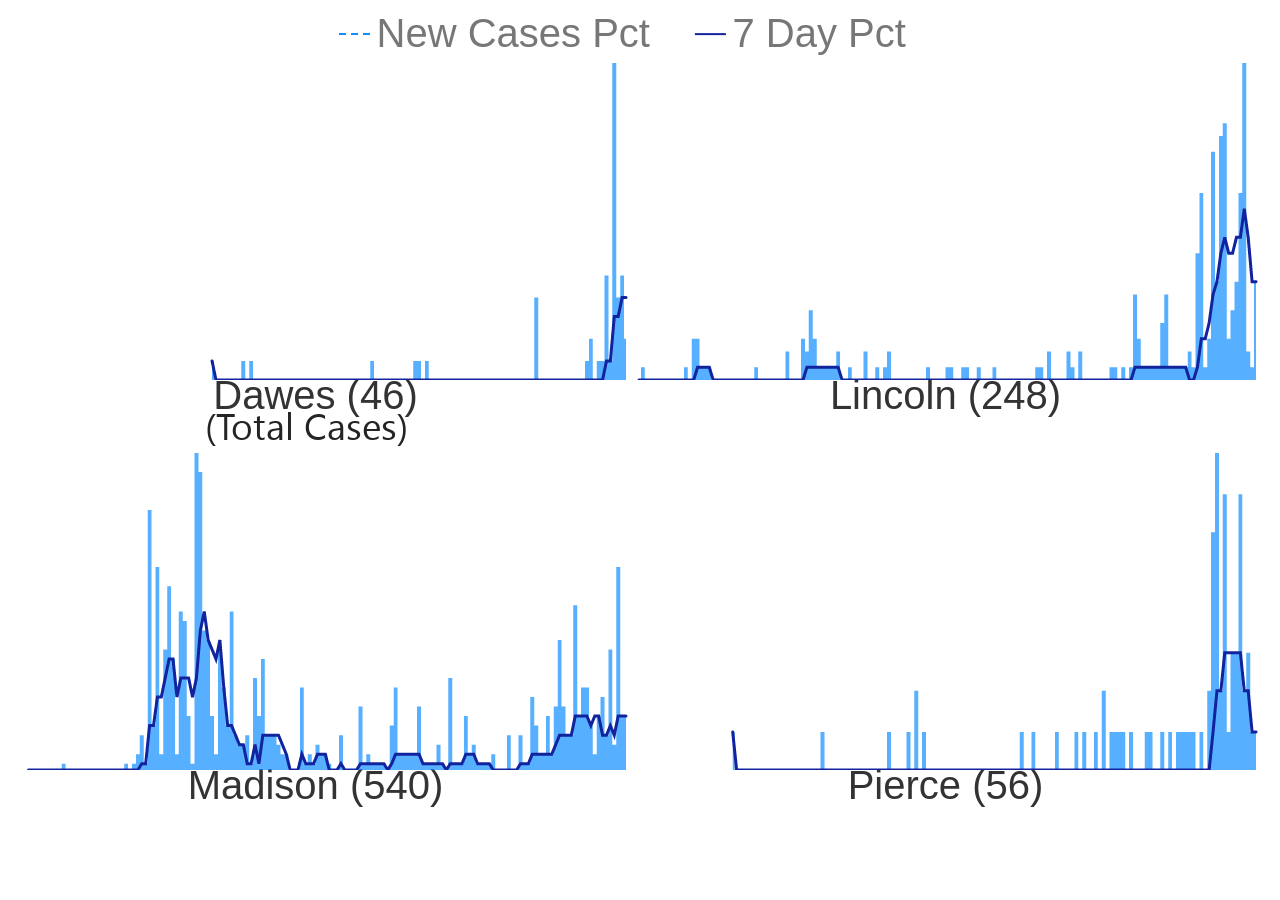 New Cases Pct 7 Day Pct
Dawes (46)
(Total Cases)
Lincoln (248)
Madison (540)
Pierce (56)